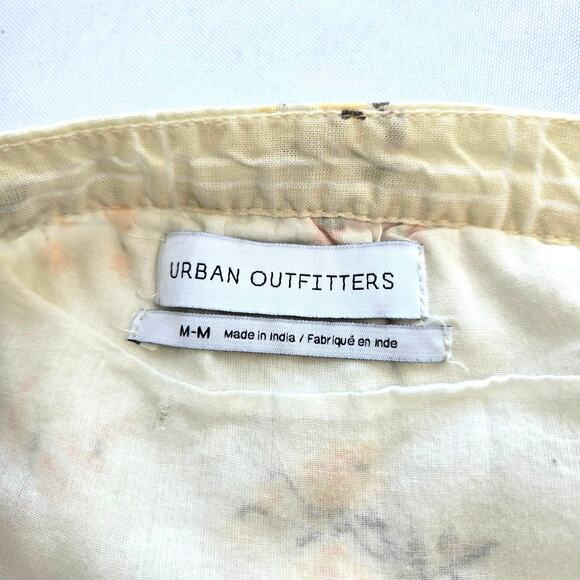 URBAN OUTFITTERS
M-M Made in India / Fabriqué en Inde